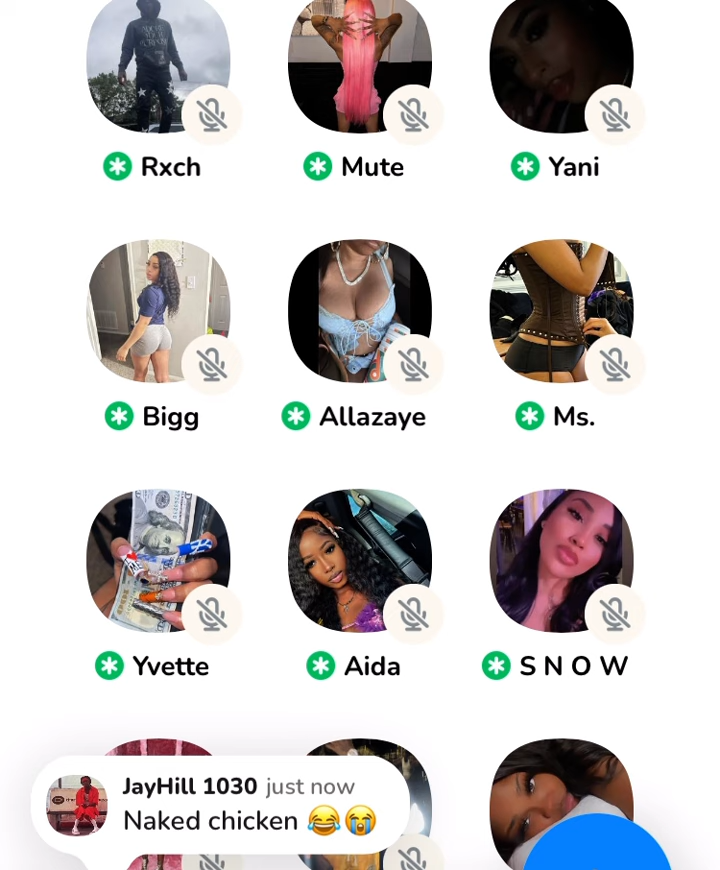 Rxch
Mute
Yani
Bigg
Allazaye
Ms.
Yvette
Aida
S N O W
JayHill 1030 just now
Naked chicken 😂😭